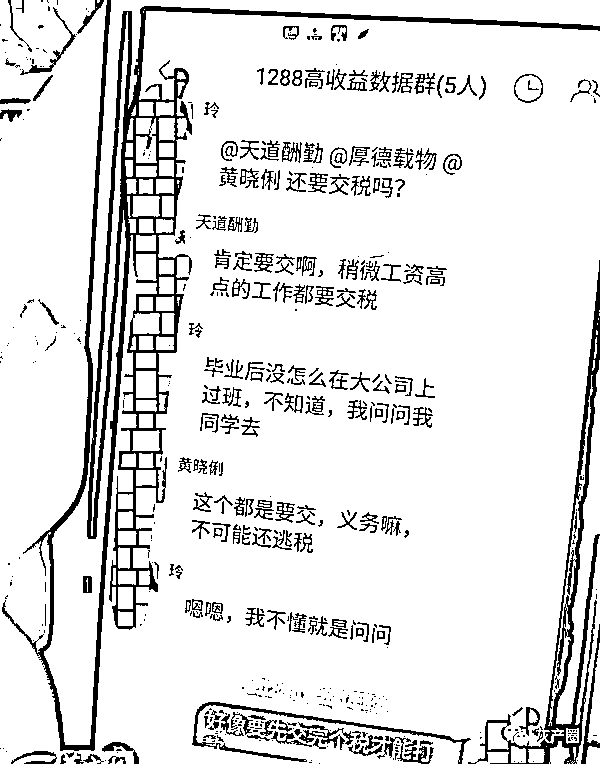 1288高收益数据群(5人)
玲
@天道酬勤 @厚德载物 @
黄晓俐 还要交税吗?
天道酬勤
肯定要交啊，稍微工资高
点的工作都要交税
玲
毕业后没怎么在大公司上
过班，不知道，我问问我
同学去
黄晓俐
这个都是要交，义务嘛，
不可能还逃税
玲
嗯嗯，我不懂就是问问
好像要先交完个税才能打
灰产圈